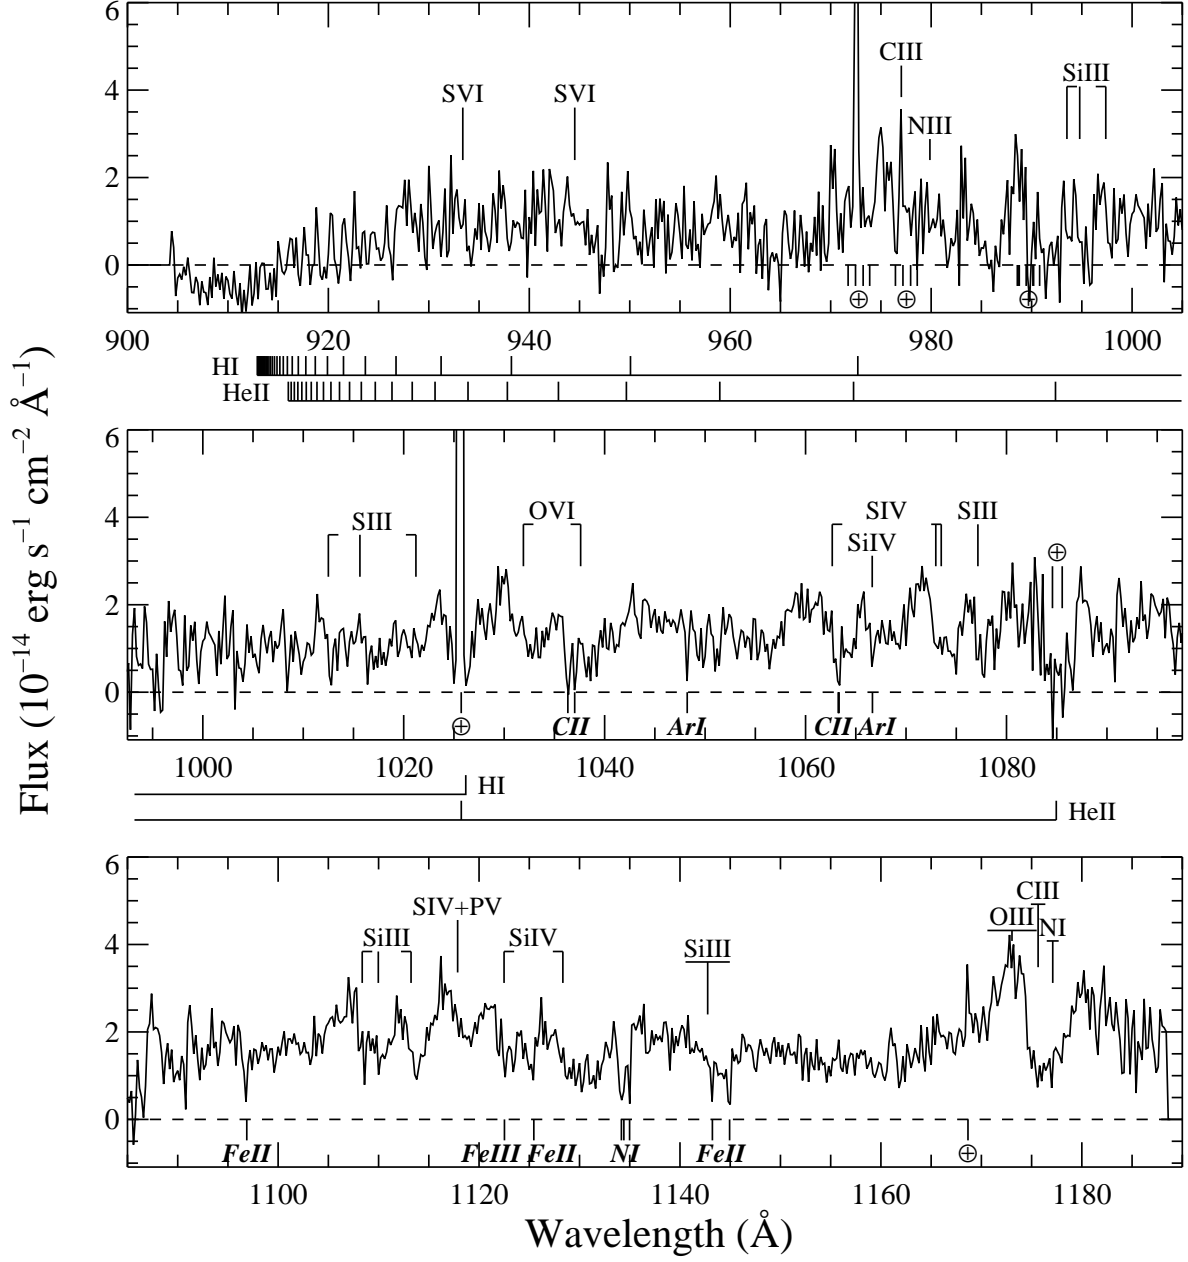 6
CIII
SiIII
4
SVI
SVI
NIII
2
0
⊕ ⊕ ⊕
900 920 940 960 980 1000
HI
HeII
Flux (10⁻¹⁴ erg s⁻¹ cm⁻² Å⁻¹)
6
4
SIII
OVI
SIV
SIII
SiIV
⊕
2
0
⊕ CII ArI CII ArI
1000 1020 1040 1060 1080
HI
HeII
6
CIII
SIV+PV
OIII
NI
4
SiIII
SiIV
SiIII
2
0
FeII FeIII FeII NI FeII ⊕
1100 1120 1140 1160 1180
Wavelength (Å)